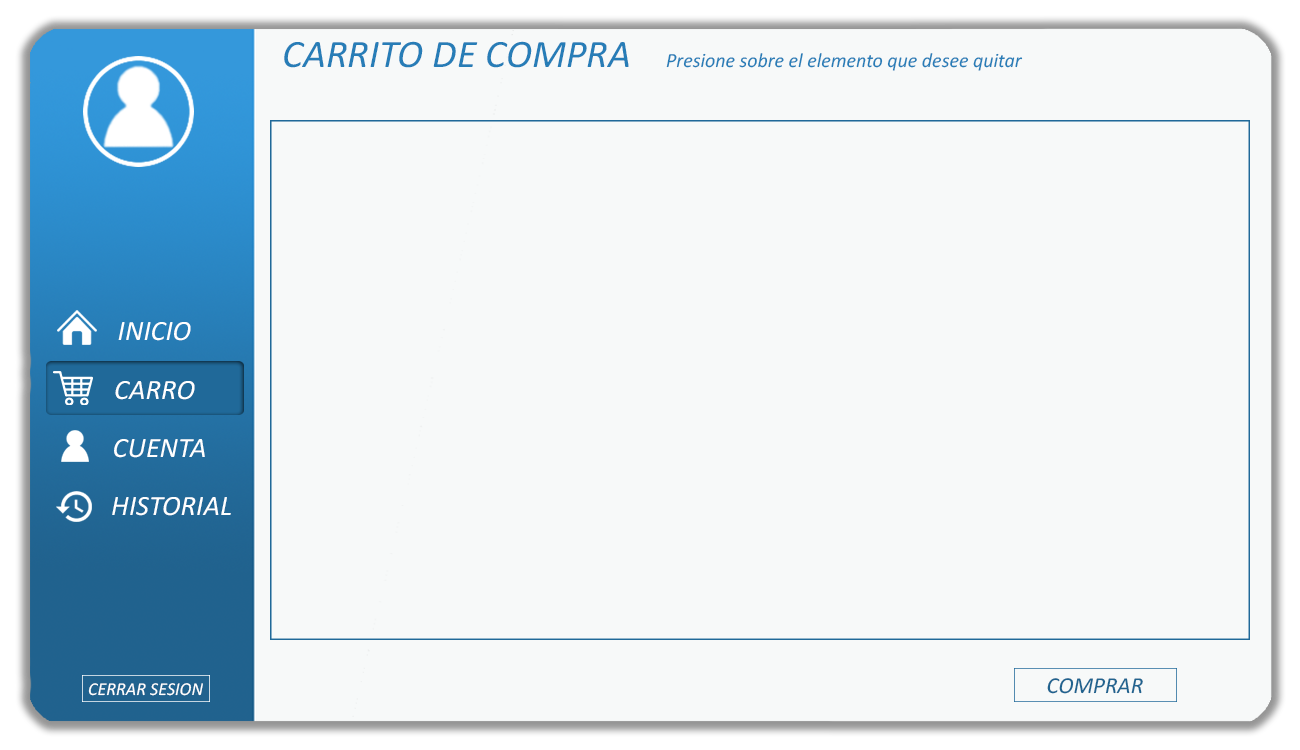 CARRITO DE COMPRA
Presione sobre el elemento que desee quitar
INICIO
CARRO
CUENTA
HISTORIAL
CERRAR SESION
COMPRAR